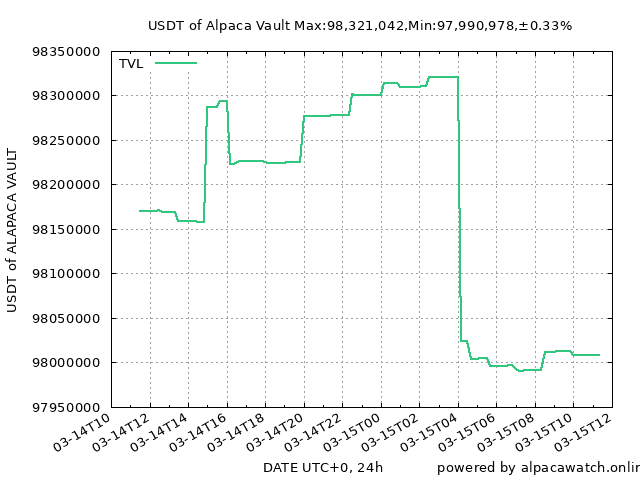 USDT of Alpaca Vault Max:98,321,042,Min:97,990,978,±0.33%
TVL
USDT of ALAPACA VAULT
98350000
98300000
98250000
98200000
98150000
98100000
98050000
98000000
97950000
03-14T10
03-14T12
03-14T14
03-14T16
03-14T18
03-14T20
03-14T22
03-15T00
03-15T02
03-15T04
03-15T06
03-15T08
03-15T10
03-15T12
DATE UTC+0, 24h
powered by alpacawatch.onlin